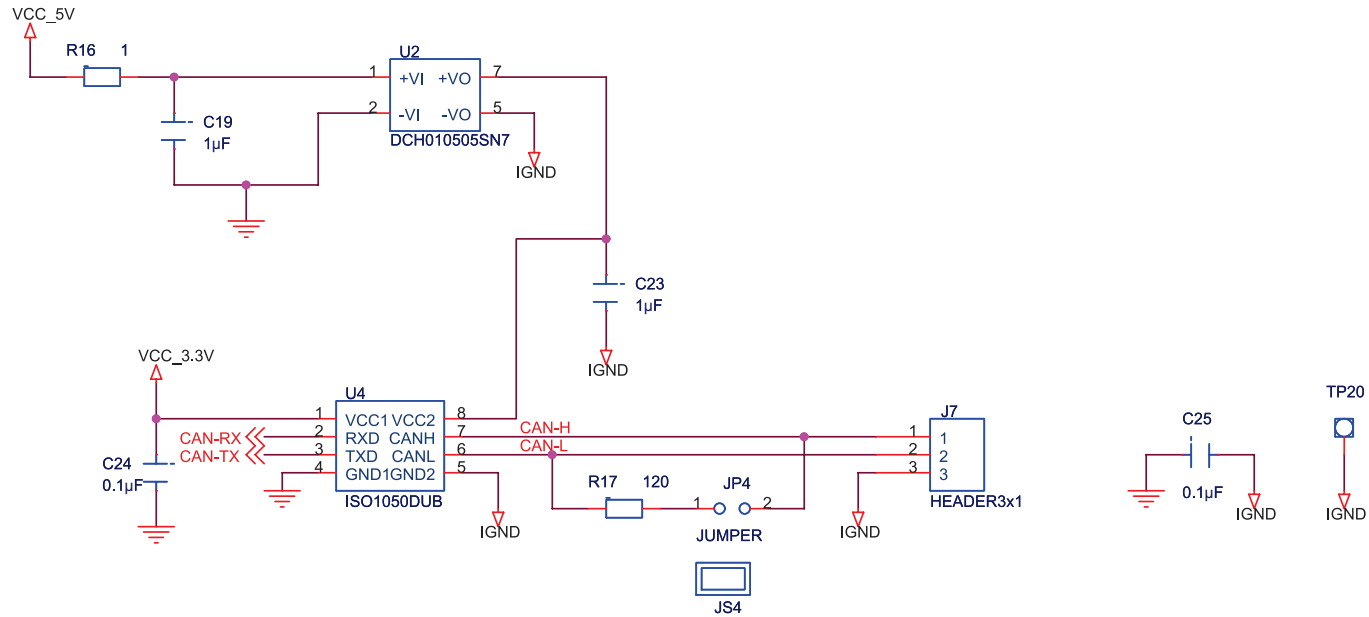 VCC_5V
R16 1
U2
1 +VI +VO 7
2 -VI -VO 5
DCH010505SN7
C19
1µF
IGND
C23
1µF
IGND
VCC_3.3V
U4
1 VCC1 VCC2 8
CAN-RX 2 RXD CANH 7 CAN-H
CAN-TX 3 TXD CANL 6 CAN-L
4 GND1 GND2 5
ISO1050DUB
C24
0.1µF
IGND
R17 120
1 JP4 2
JUMPER
JS4
J7
1 1
2 2
3 3
HEADER3x1
IGND
C25
0.1µF
IGND
TP20
IGND